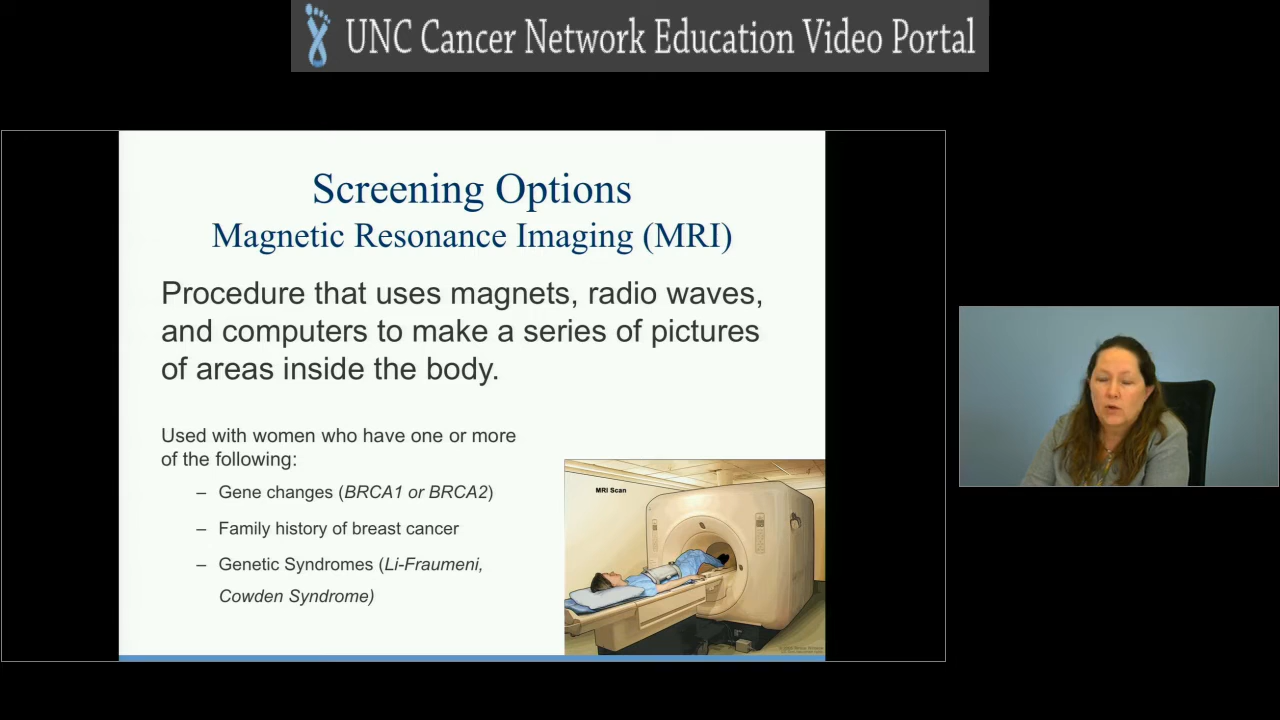 UNC Cancer Network Education Video Portal
Screening Options
Magnetic Resonance Imaging (MRI)
Procedure that uses magnets, radio waves,
and computers to make a series of pictures
of areas inside the body.
Used with women who have one or more
of the following:
– Gene changes (BRCA1 or BRCA2)
– Family history of breast cancer
– Genetic Syndromes (Li-Fraumeni,
Cowden Syndrome)
MRI Scan